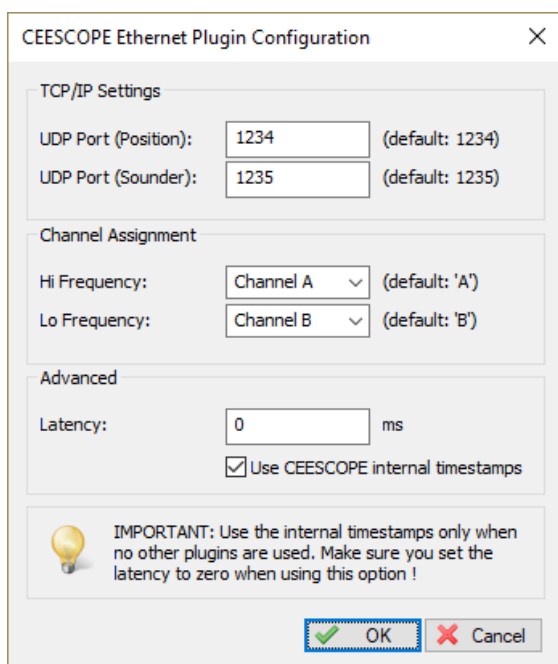 CEESCOPE Ethernet Plugin Configuration
TCP/IP Settings
UDP Port (Position): 1234 (default: 1234)
UDP Port (Sounder): 1235 (default: 1235)
Channel Assignment
Hi Frequency: Channel A (default: 'A')
Lo Frequency: Channel B (default: 'B')
Advanced
Latency: 0 ms
Use CEESCOPE internal timestamps
IMPORTANT: Use the internal timestamps only when
no other plugins are used. Make sure you set the
latency to zero when using this option !
OK Cancel